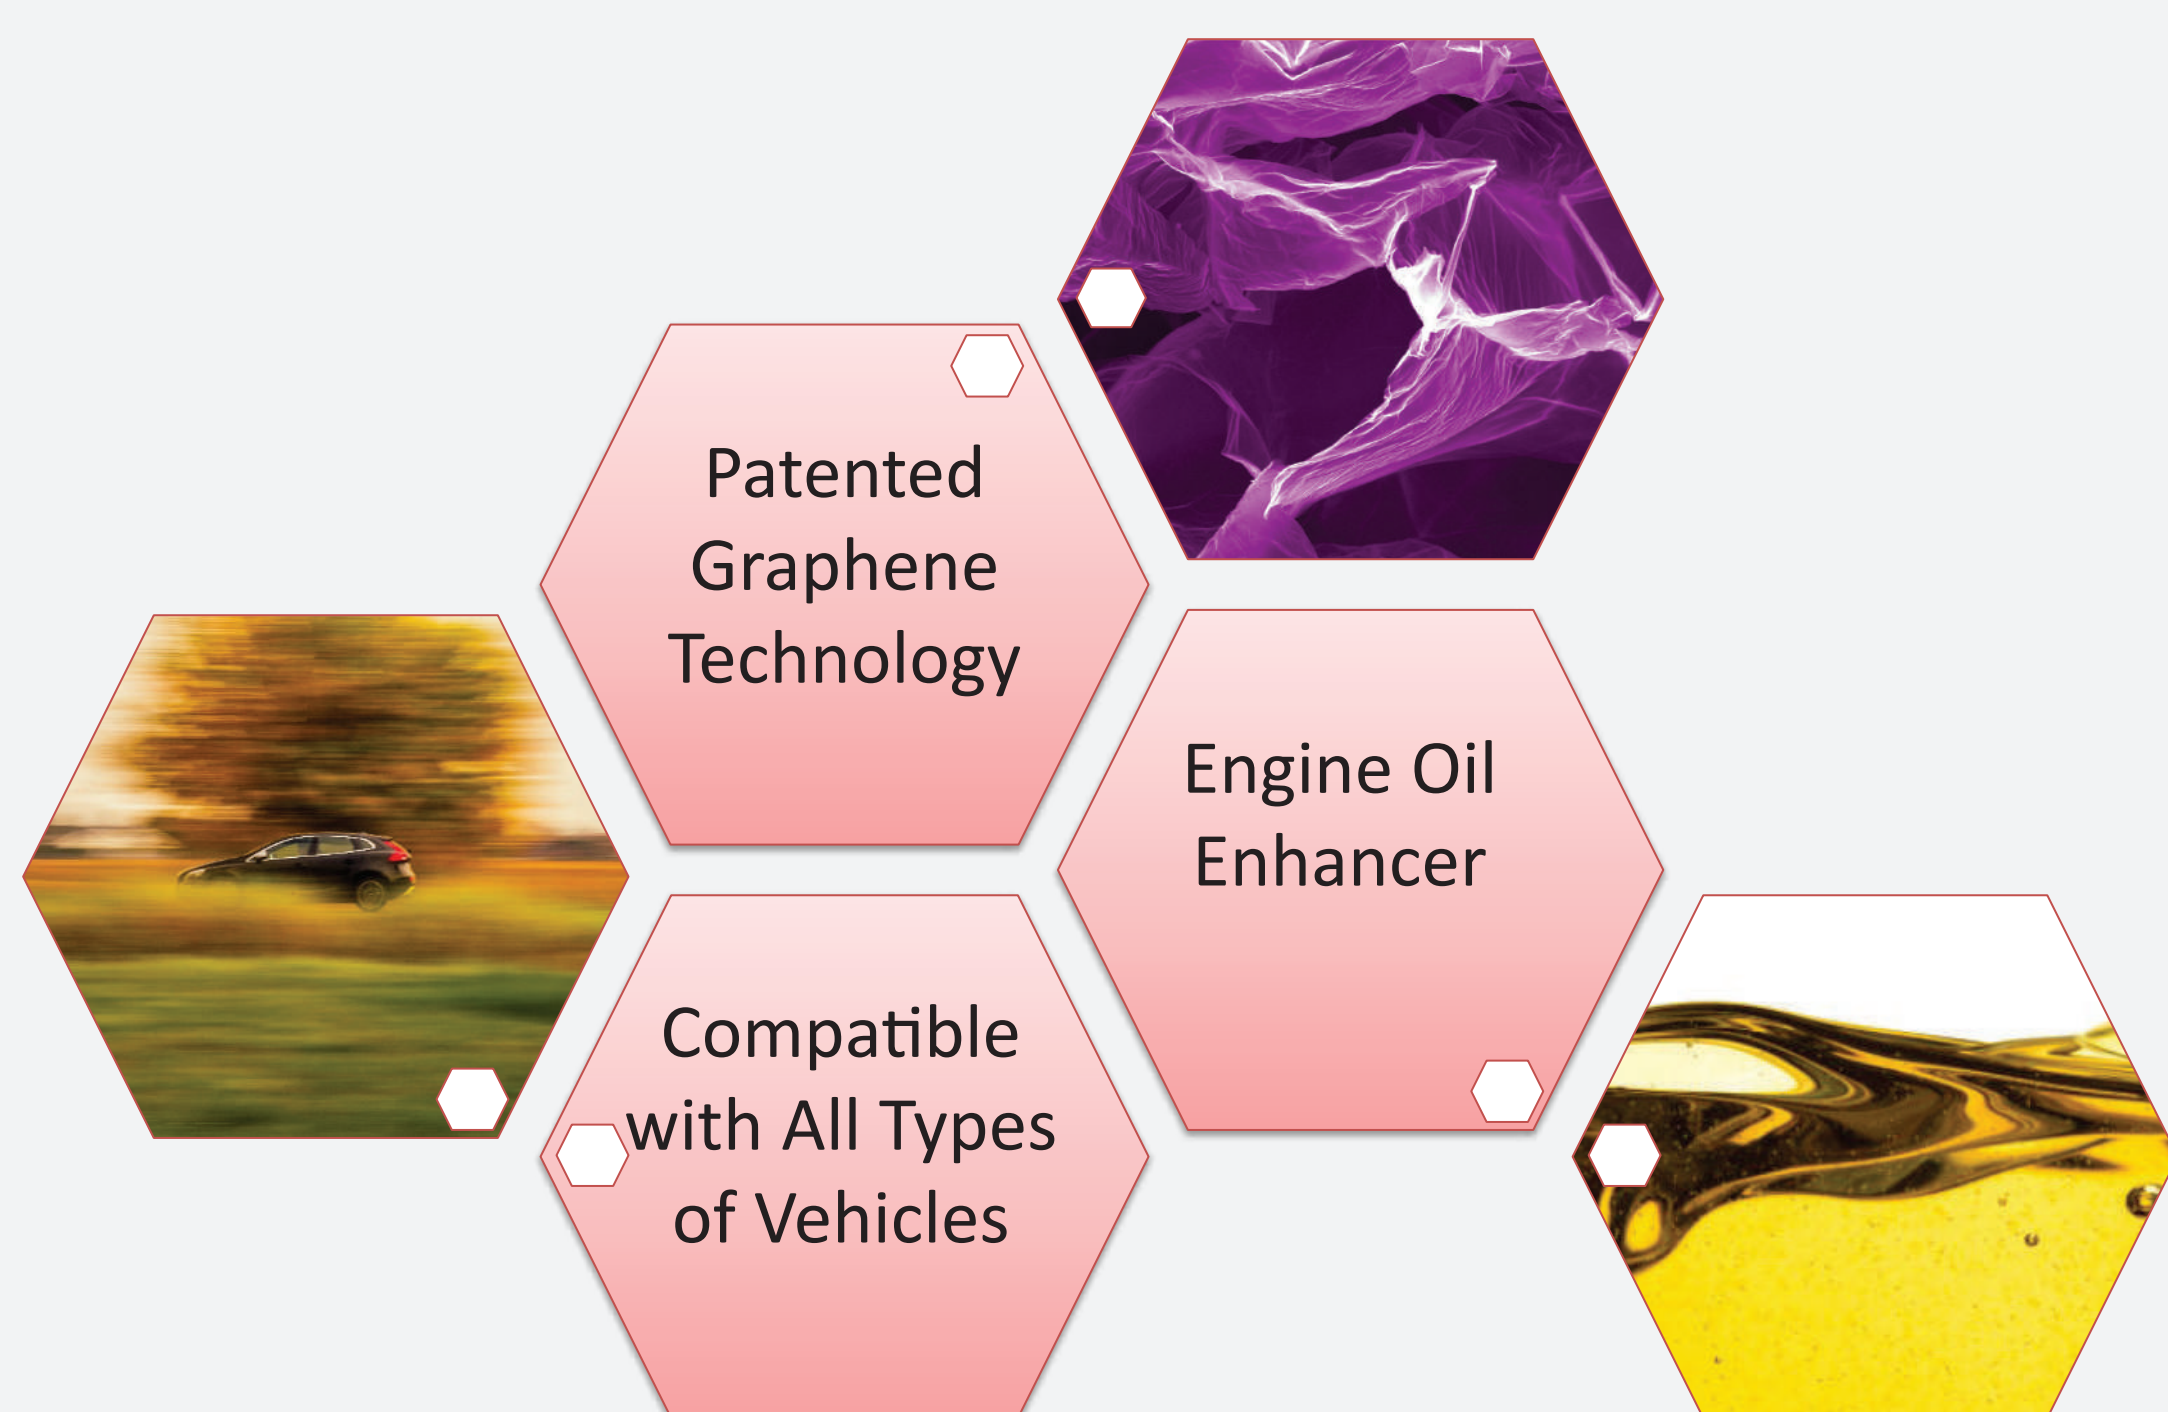 Patented
Graphene
Technology
Engine Oil
Enhancer
Compatible
with All Types
of Vehicles